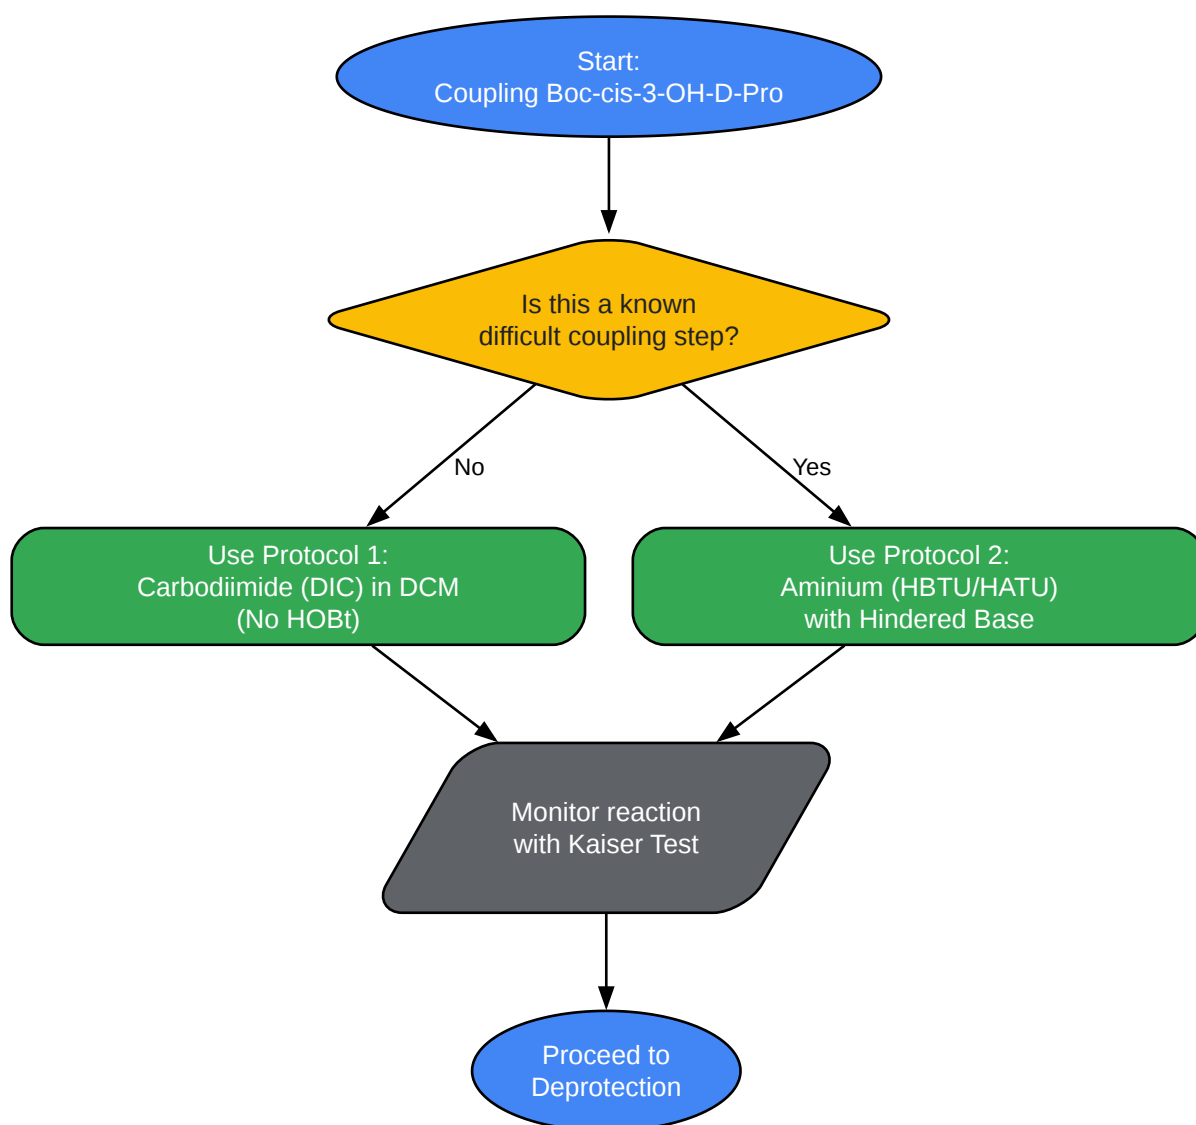 Start:
Coupling Boc-cis-3-OH-D-Pro
Is this a known
difficult coupling step?
No
Yes
Use Protocol 1:
Carbodiimide (DIC) in DCM
(No HOBt)
Use Protocol 2:
Aminium (HBTU/HATU)
with Hindered Base
Monitor reaction
with Kaiser Test
Proceed to
Deprotection